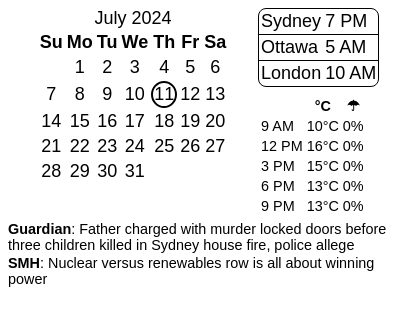 July 2024
Su Mo Tu We Th Fr Sa
1 2 3 4 5 6
7 8 9 10 11 12 13
14 15 16 17 18 19 20
21 22 23 24 25 26 27
28 29 30 31
Sydney 7 PM
Ottawa 5 AM
London 10 AM
°C ☂
9 AM 10°C 0%
12 PM 16°C 0%
3 PM 15°C 0%
6 PM 13°C 0%
9 PM 13°C 0%
Guardian: Father charged with murder locked doors before
three children killed in Sydney house fire, police allege
SMH: Nuclear versus renewables row is all about winning
power